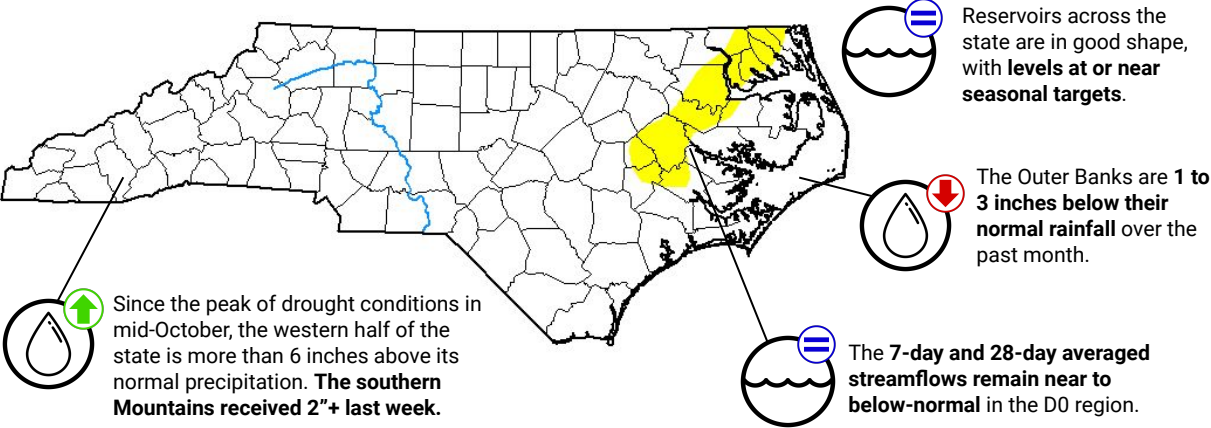 Reservoirs across the
state are in good shape,
with levels at or near
seasonal targets.
The Outer Banks are 1 to
3 inches below their
normal rainfall over the
past month.
Since the peak of drought conditions in
mid-October, the western half of the
state is more than 6 inches above its
normal precipitation. The southern
Mountains received 2”+ last week.
The 7-day and 28-day averaged
streamflows remain near to
below-normal in the D0 region.